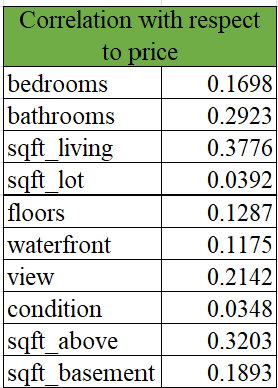 Correlation with respect
to price
bedrooms 0.1698
bathrooms 0.2923
sqft_living 0.3776
sqft_lot 0.0392
floors 0.1287
waterfront 0.1175
view 0.2142
condition 0.0348
sqft_above 0.3203
sqft_basement 0.1893